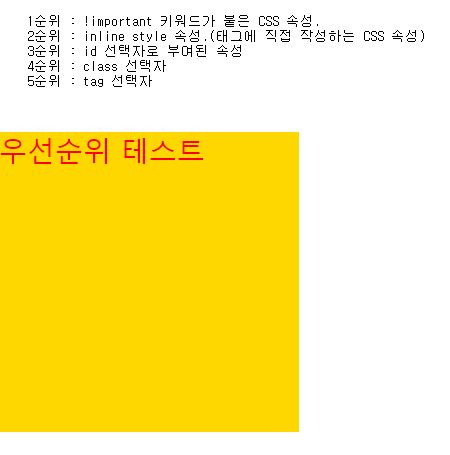 1순위 : !important 키워드가 붙은 CSS 속성.
2순위 : inline style 속성.(태그에 직접 작성하는 CSS 속성)
3순위 : id 선택자로 부여된 속성
4순위 : class 선택자
5순위 : tag 선택자
우선순위 테스트